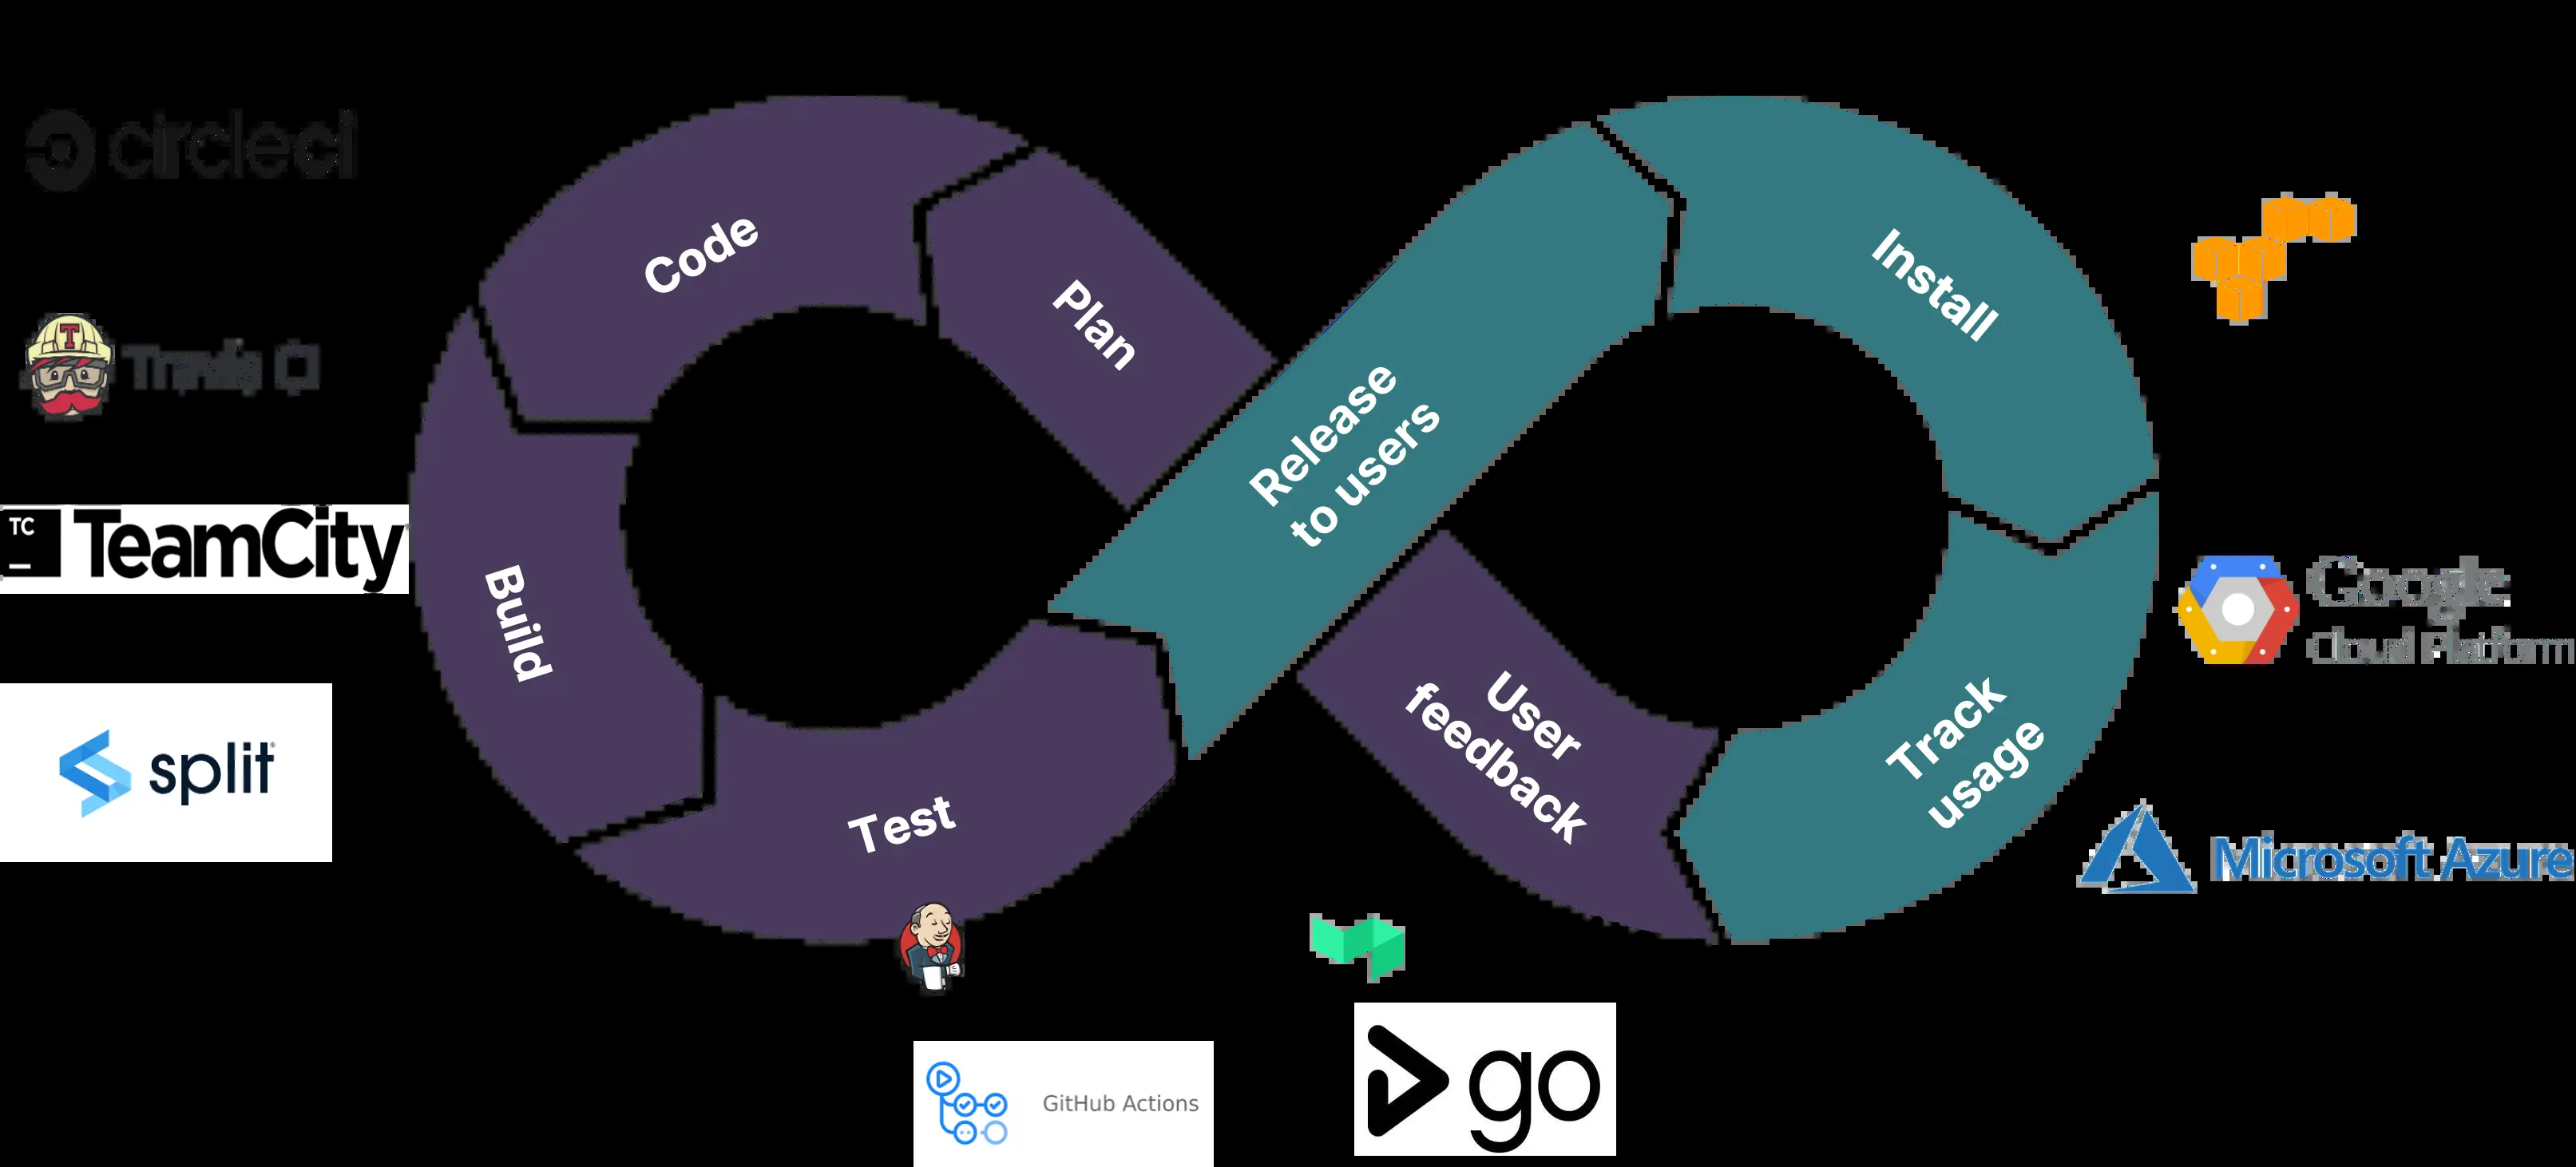 circleci
Travis CI
TC
TeamCity
split
Code
Plan
Build
Test
Release
to users
Install
Track
usage
User
feedback
Google
Cloud Platform
Microsoft Azure
GitHub Actions
go
T